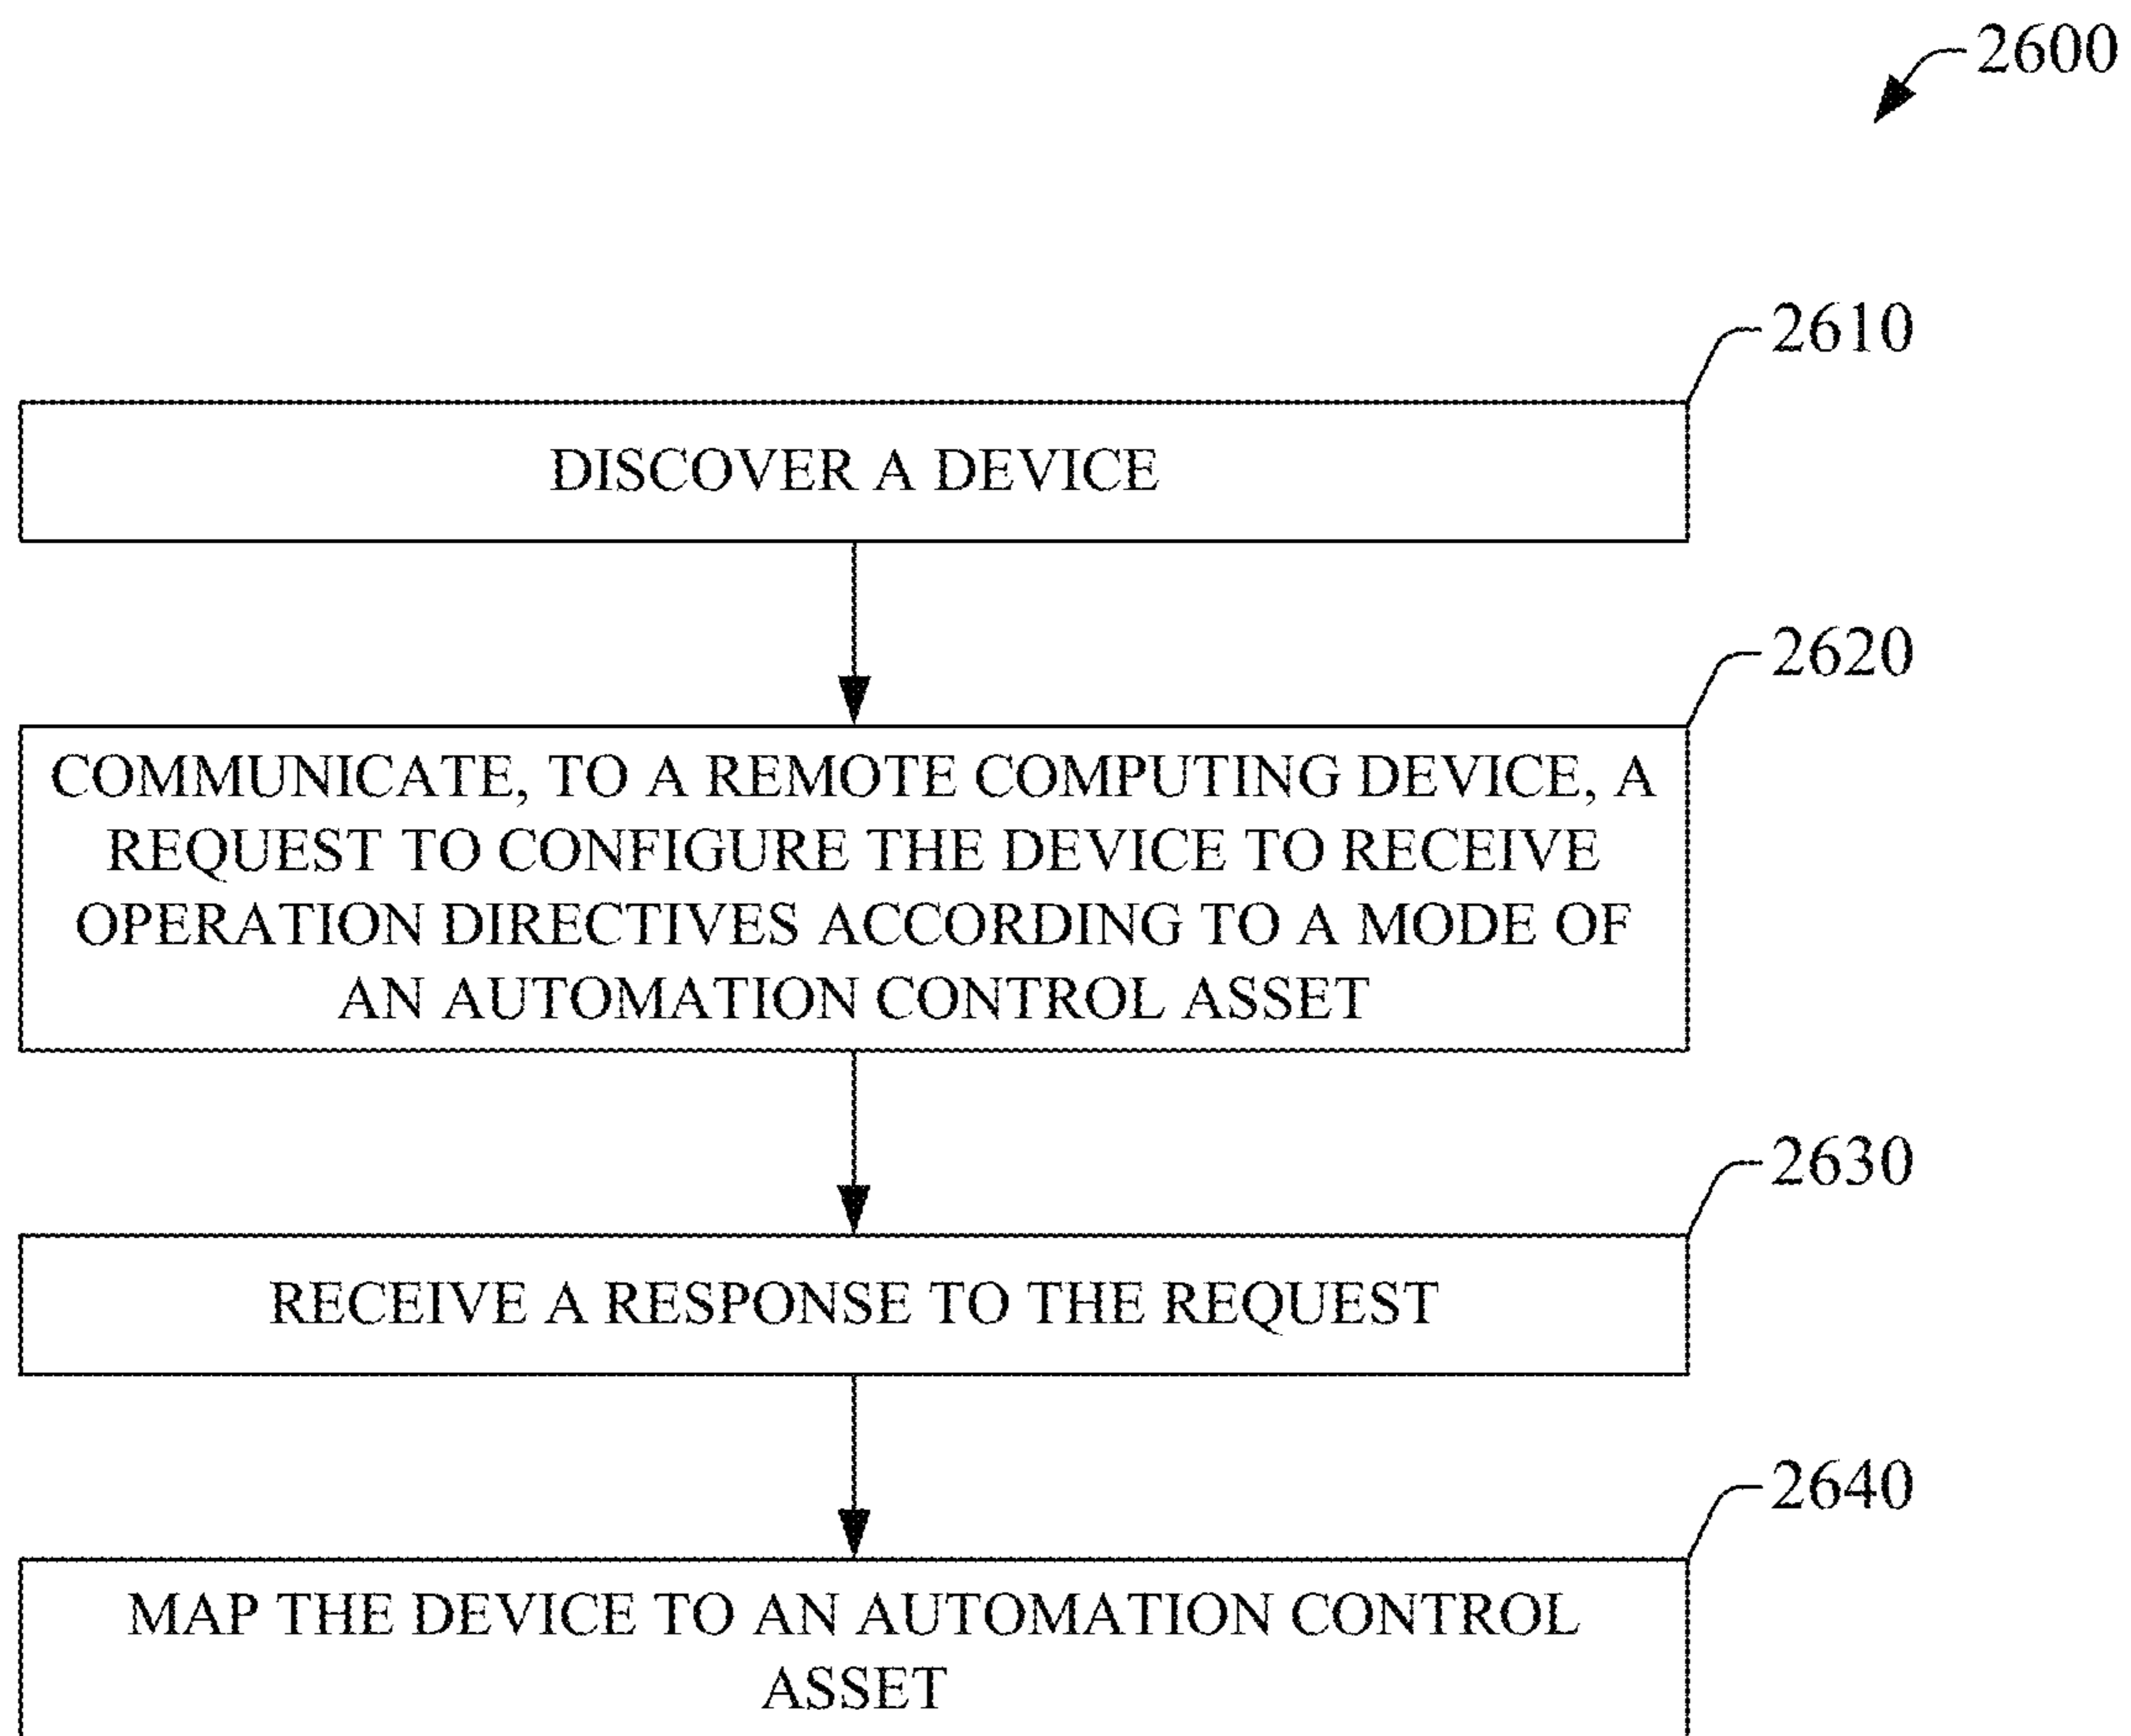 2600
2610
DISCOVER A DEVICE
2620
COMMUNICATE, TO A REMOTE COMPUTING DEVICE, A
REQUEST TO CONFIGURE THE DEVICE TO RECEIVE
OPERATION DIRECTIVES ACCORDING TO A MODE OF
AN AUTOMATION CONTROL ASSET
2630
RECEIVE A RESPONSE TO THE REQUEST
2640
MAP THE DEVICE TO AN AUTOMATION CONTROL
ASSET